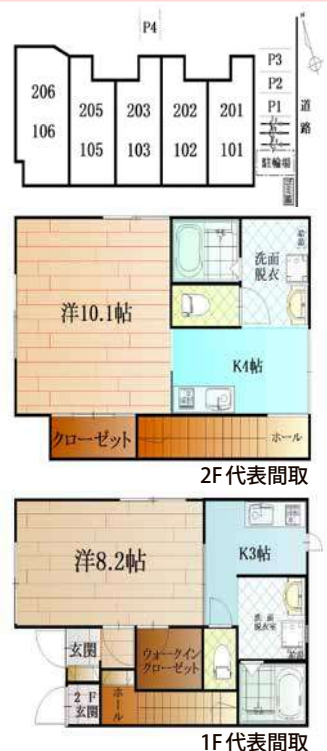 P4
N
206
205
203
202
201
106
105
103
102
101
P3
P2
P1
道
路
駐輪場
洋10.1帖
洗面
脱衣
K4帖
クローゼット
ホール
2F代表間取
洋8.2帖
K3帖
洗面
脱衣室
玄関
ウォークイン
クローゼット
2F
玄関
ホール
1F代表間取